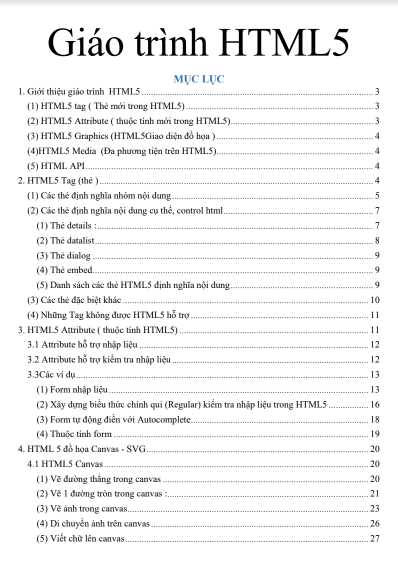 Giáo trình HTML5
MỤC LỤC
1. Giới thiệu giáo trình HTML5 ........ 3
(1) HTML5 tag ( Thẻ mới trong HTML5) ........ 3
(2) HTML5 Attribute ( thuộc tính mới trong HTML5)........ 3
(3) HTML5 Graphics (HTML5Giao diện đồ họa ) ........ 4
(4)HTML5 Media (Đa phương tiện trên HTML5)........ 4
(5) HTML API........ 4
2. HTML5 Tag (thẻ ) ........ 4
(1) Các thẻ định nghĩa nhóm nội dung ........ 5
(2) Các thẻ định nghĩa nội dung cụ thể, control html ........ 7
(1) Thẻ details : ........ 7
(2) Thẻ datalist ........ 8
(3) Thẻ dialog ........ 9
(4) Thẻ embed ........ 9
(5) Danh sách các thẻ HTML5 định nghĩa nội dung ........ 9
(3) Các thẻ đặc biệt khác ........ 10
(4) Những Tag không được HTML5 hỗ trợ ........ 11
3. HTML5 Attribute ( thuộc tính HTML5) ........ 11
3.1 Attribute hỗ trợ nhập liệu ........ 12
3.2 Attribute hỗ trợ kiểm tra nhập liệu ........ 12
3.3Các ví dụ ........ 13
(1) Form nhập liệu ........ 13
(2) Xây dựng biểu thức chính qui (Regular) kiểm tra nhập liệu trong HTML5 ........ 16
(3) Form tự động điền với Autocomplete ........ 18
(4) Thuộc tính form ........ 19
4. HTML 5 đồ họa Canvas - SVG ........ 20
4.1 HTML5 Canvas ........ 20
(1) Vẽ đường thẳng trong canvas ........ 20
(2) Vẽ 1 đường tròn trong canvas : ........ 21
(3) Vẽ ảnh trong canvas ........ 23
(4) Di chuyển ảnh trên canvas ........ 26
(5) Viết chữ lên canvas ........ 27